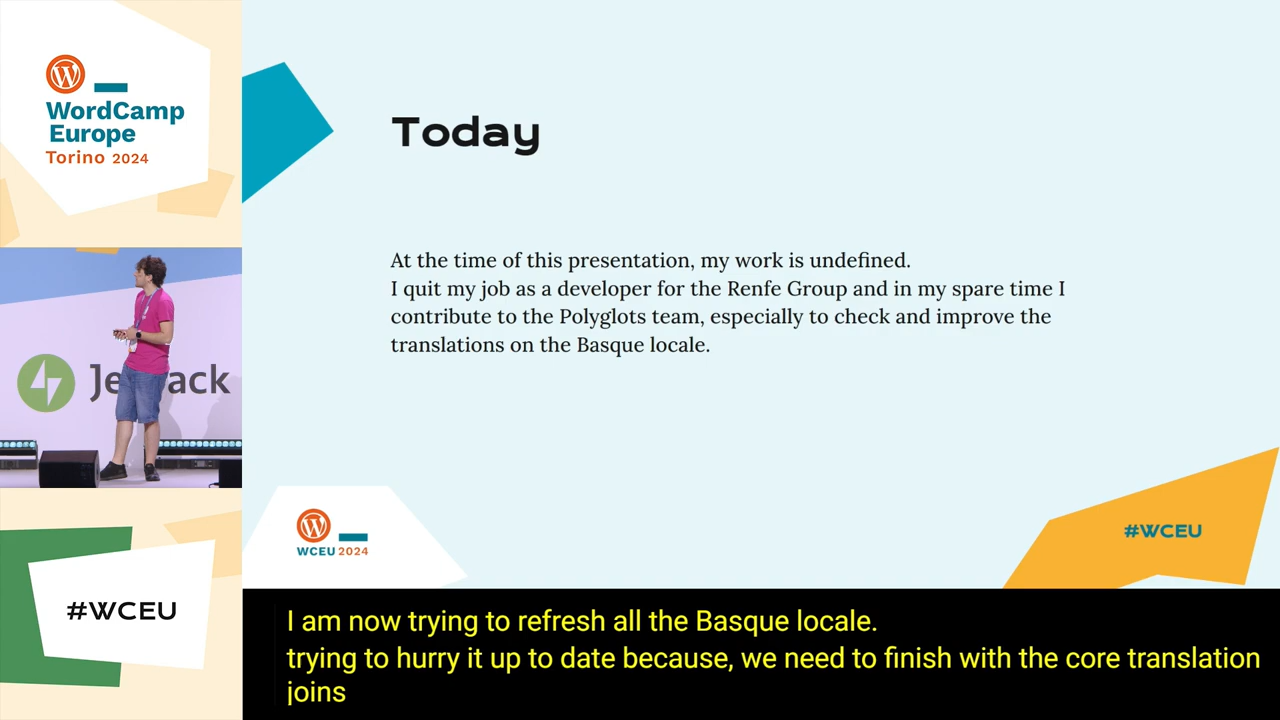 WordCamp
Europe
Torino 2024
Today
At the time of this presentation, my work is undefined.
I quit my job as a developer for the Renfe Group and in my spare time I
contribute to the Polyglots team, especially to check and improve the
translations on the Basque locale.
Je ack
WCEU 2024
#WCEU
#WCEU
I am now trying to refresh all the Basque locale.
trying to hurry it up to date because, we need to finish with the core translation
joins